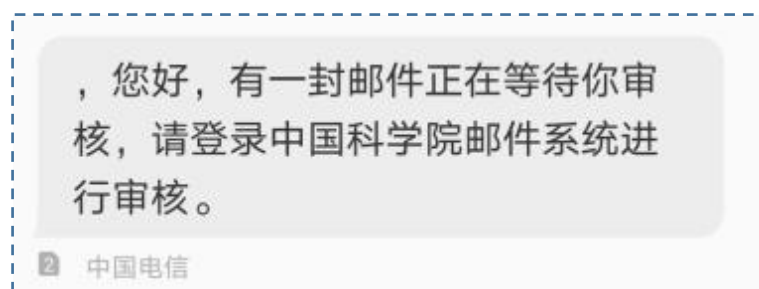 ，您好，有一封邮件正在等待你审
核，请登录中国科学院邮件系统进
行审核。
2 中国电信